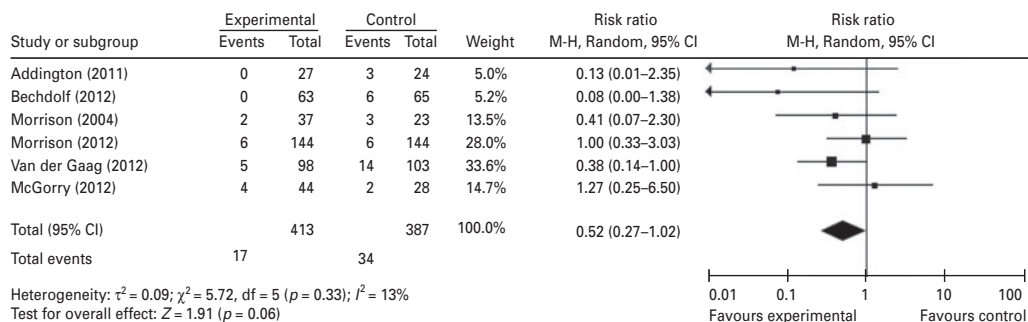 Experimental Control Risk ratio Risk ratio
Study or subgroup Events Total Events Total Weight M-H, Random, 95% CI M-H, Random, 95% CI
Addington (2011) 0 27 3 24 5.0% 0.13 (0.01–2.35)
Bechdolf (2012) 0 63 6 65 5.2% 0.08 (0.00–1.38)
Morrison (2004) 2 37 3 23 13.5% 0.41 (0.07–2.30)
Morrison (2012) 6 144 6 144 28.0% 1.00 (0.33–3.03)
Van der Gaag (2012) 5 98 14 103 33.6% 0.38 (0.14–1.00)
McGorry (2012) 4 44 2 28 14.7% 1.27 (0.25–6.50)
Total (95% CI) 413 387 100.0% 0.52 (0.27–1.02)
Total events 17 34
Heterogeneity: τ² = 0.09; χ² = 5.72, df = 5 (p = 0.33); I² = 13%
Test for overall effect: Z = 1.91 (p = 0.06)
0.01 0.1 1 10 100
Favours experimental Favours control